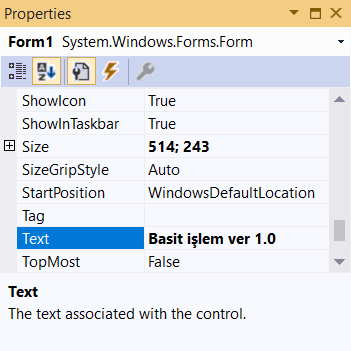 Properties
Form1 System.Windows.Forms.Form
ShowIcon True
ShowInTaskbar True
Size 514; 243
SizeGripStyle Auto
StartPosition WindowsDefaultLocation
Tag
Text Basit işlem ver 1.0
TopMost False
Text
The text associated with the control.